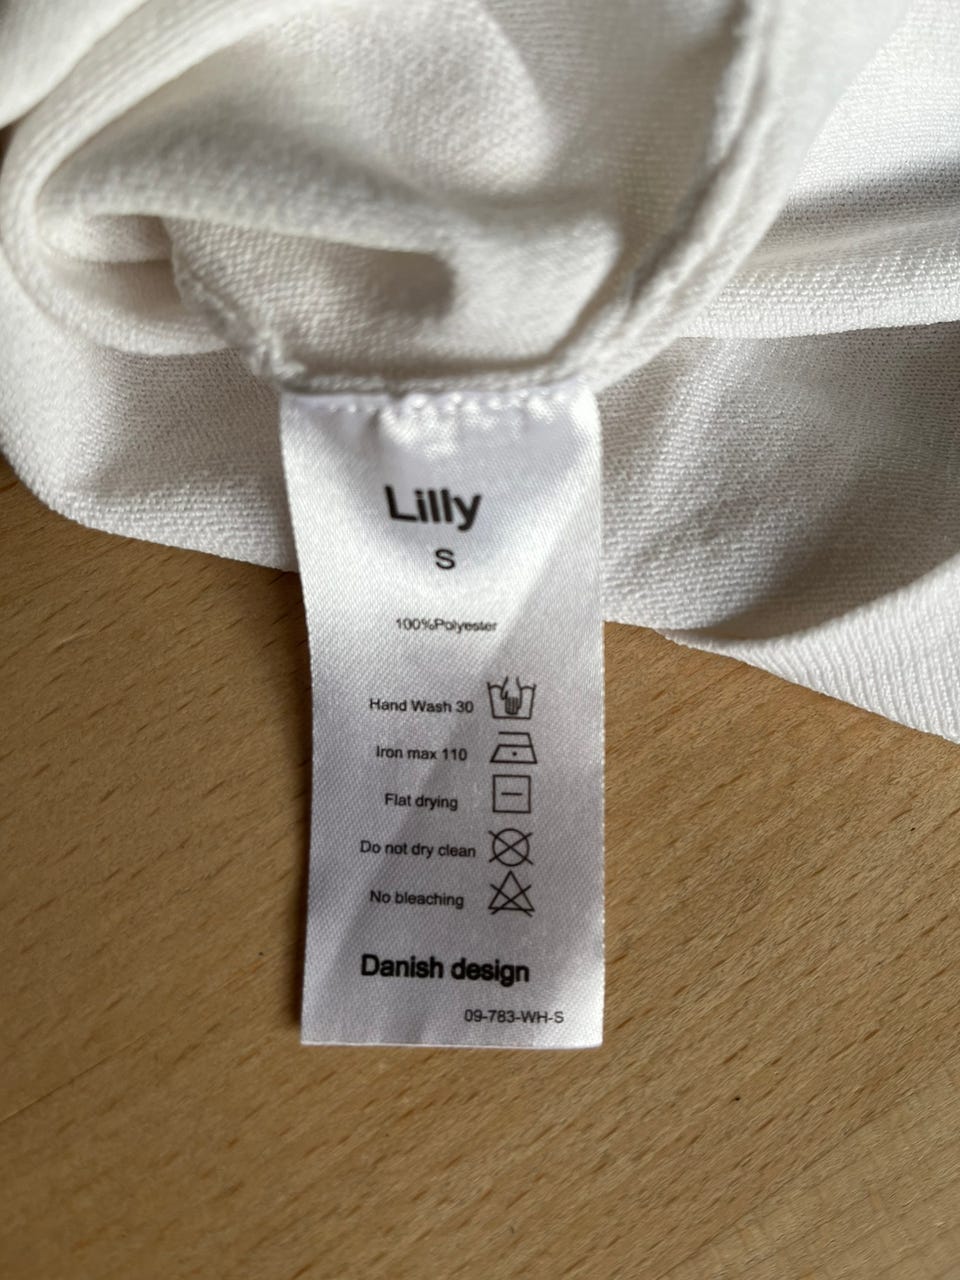 Lilly
S
100%Polyester
Hand Wash 30
Iron max 110
Flat drying
Do not dry clean
No bleaching
Danish design
09-783-WH-S